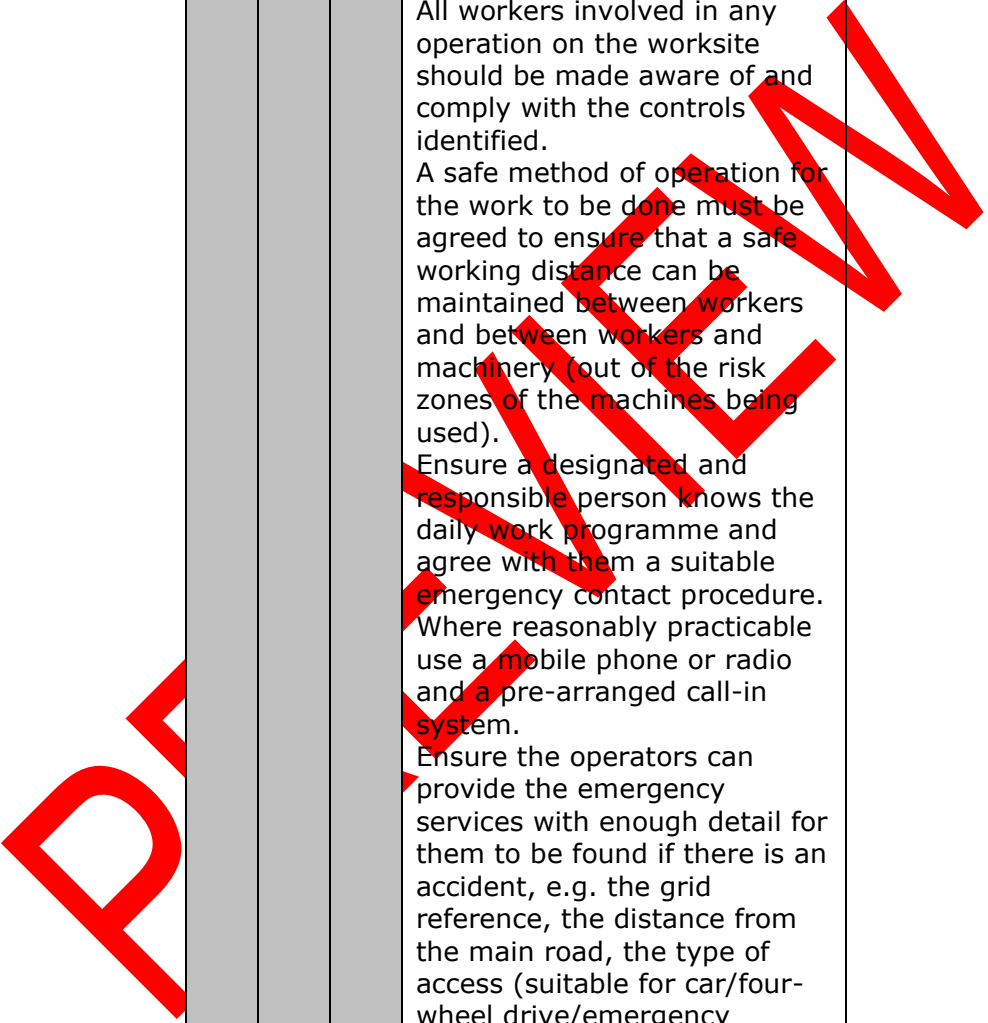 All workers involved in any
operation on the worksite
should be made aware of and
comply with the controls
identified.
A safe method of operation for
the work to be done must be
agreed to ensure that a safe
working distance can be
maintained between workers
and between workers and
machinery (out of the risk
zones of the machines being
used).
Ensure a designated and
responsible person knows the
daily work programme and
agree with them a suitable
emergency contact procedure.
Where reasonably practicable
use a mobile phone or radio
and a pre-arranged call-in
system.
Ensure the operators can
provide the emergency
services with enough detail for
them to be found if there is an
accident, e.g. the grid
reference, the distance from
the main road, the type of
access (suitable for car/four-
wheel drive/emergency
PREVIEW